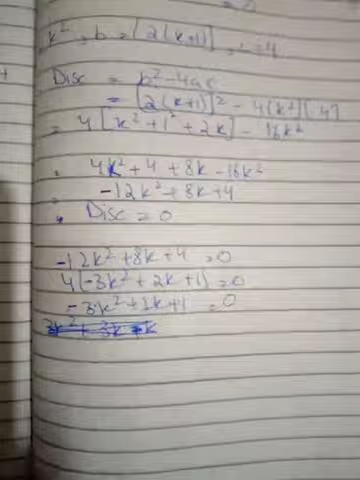 = 0
k² = b = [2(k+1)] c = 4
Disc = b² - 4ac
= [2(k+1)]² - 4(k²)(4)
= 4[k² + 1² + 2k] - 16k²
4k² + 4 + 8k - 16k²
= -12k² + 8k + 4
Disc = 0
-12k² + 8k + 4 = 0
4(-3k² + 2k + 1) = 0
-3k² + 2k + 1 = 0